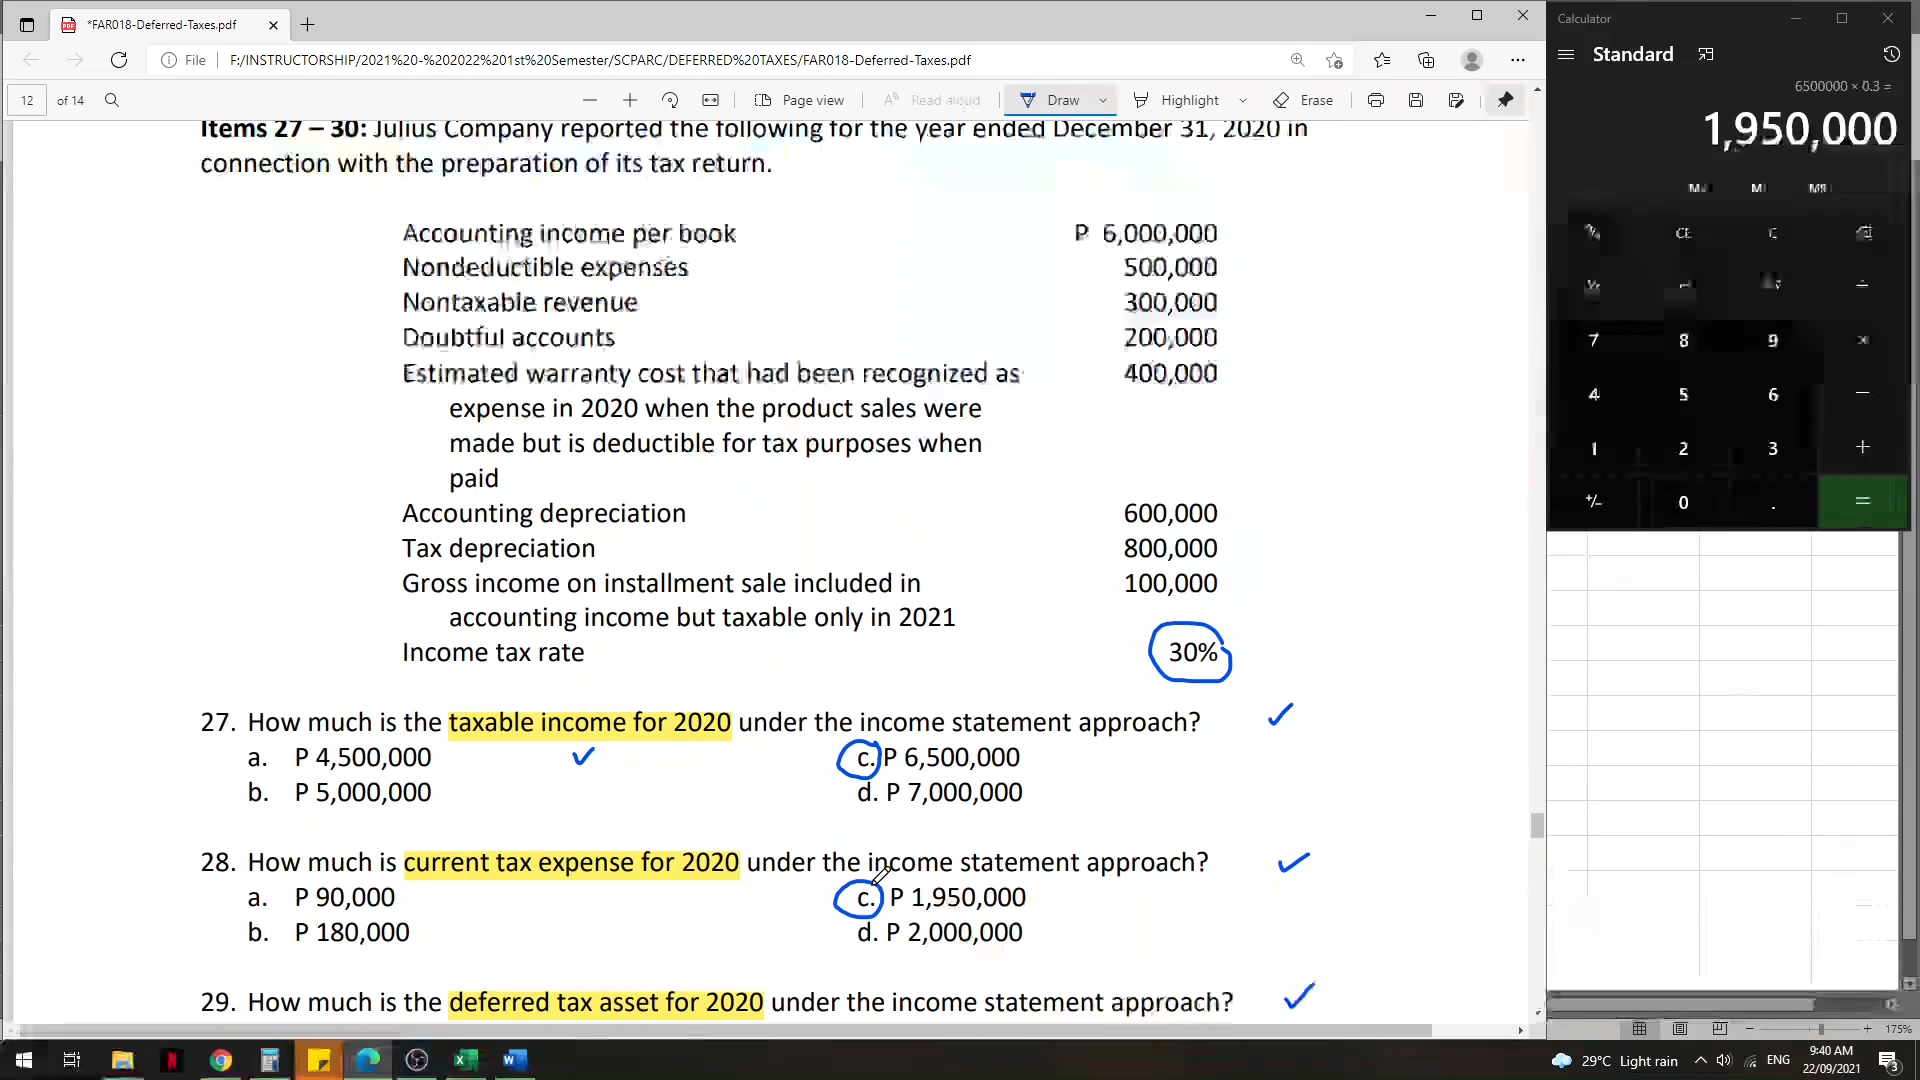 *FAR018-Deferred-Taxes.pdf
File F:/INSTRUCTORSHIP/2021%20-%202022%201st%20Semester/SCPARC/DEFERRED%20TAXES/FAR018-Deferred-Taxes.pdf
12 of 14 Page view Read aloud Draw Highlight Erase
Items 27 – 30: Julius Company reported the following for the year ended December 31, 2020 in
connection with the preparation of its tax return.
Accounting income per book P 6,000,000
Nondeductible expenses 500,000
Nontaxable revenue 300,000
Doubtful accounts 200,000
Estimated warranty cost that had been recognized as 400,000
expense in 2020 when the product sales were
made but is deductible for tax purposes when
paid
Accounting depreciation 600,000
Tax depreciation 800,000
Gross income on installment sale included in 100,000
accounting income but taxable only in 2021
Income tax rate 30%
27. How much is the taxable income for 2020 under the income statement approach?
a. P 4,500,000 c. P 6,500,000
b. P 5,000,000 d. P 7,000,000
28. How much is current tax expense for 2020 under the income statement approach?
a. P 90,000 c. P 1,950,000
b. P 180,000 d. P 2,000,000
29. How much is the deferred tax asset for 2020 under the income statement approach?
Calculator
Standard
6500000 × 0.3 =
1,950,000
CE C
7 8 9 ×
4 5 6 −
1 2 3 +
+/- 0 . =
175%
29°C Light rain ENG 9:40 AM
22/09/2021
3